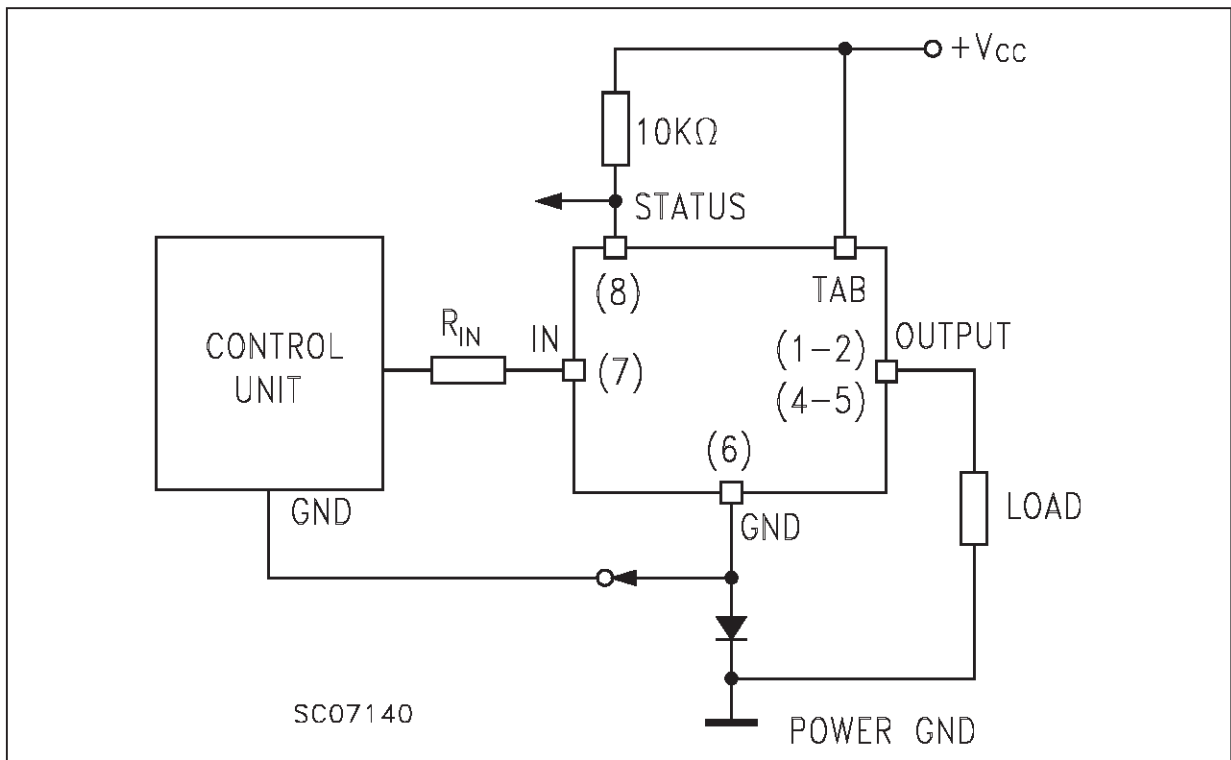 +VCC
10KΩ
STATUS
(8)
TAB
RIN
IN
(7)
OUTPUT
(1-2)
(4-5)
CONTROL
UNIT
(6)
GND
GND
LOAD
SC07140
POWER GND